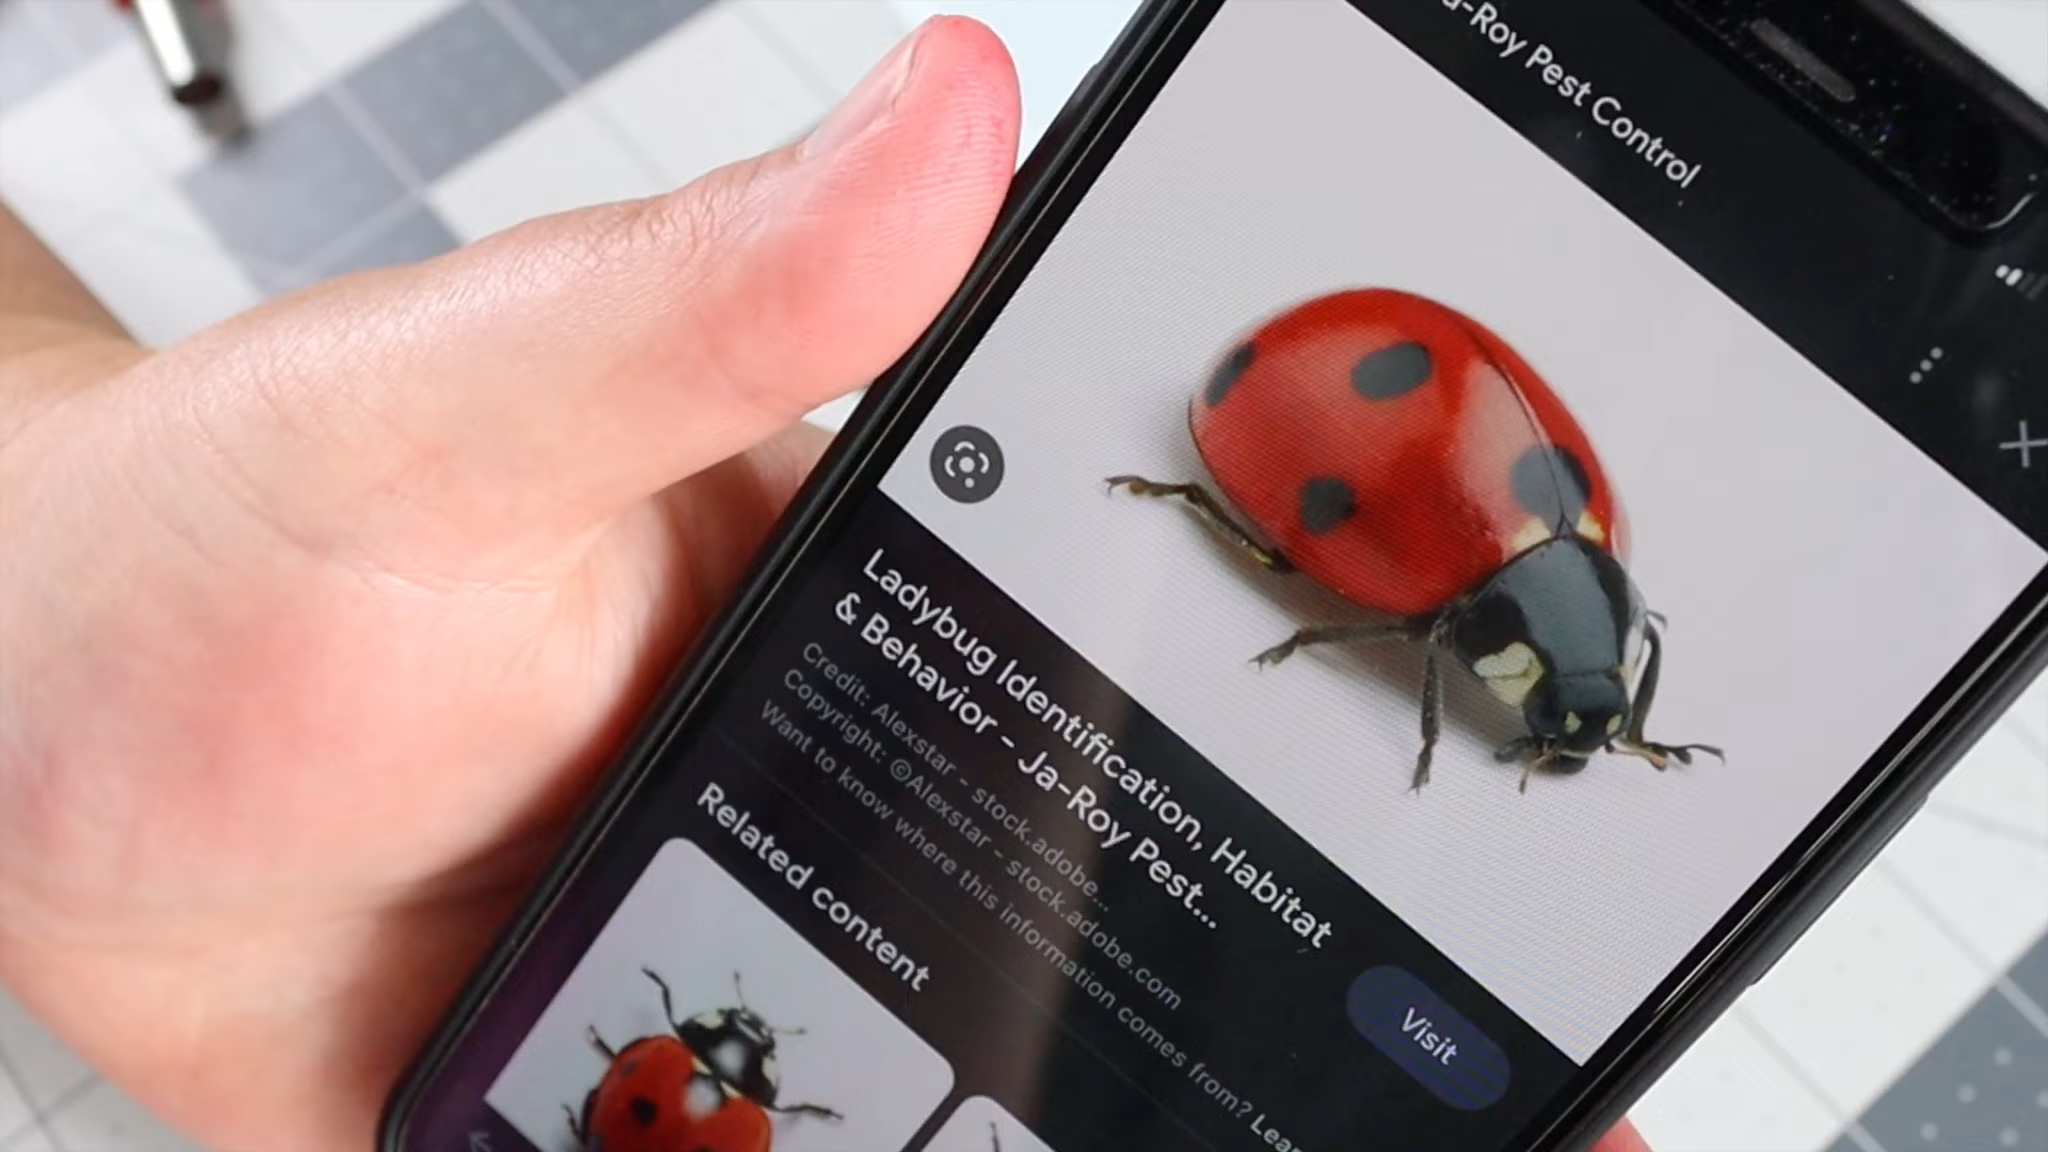 a-Roy Pest Control
Ladybug Identification, Habitat
& Behavior - Ja-Roy Pest...
Credit: Alexstar - stock.adobe...
Copyright: ©Alexstar - stock.adobe.com
Want to know where this information comes from? Lear
Visit
Related content